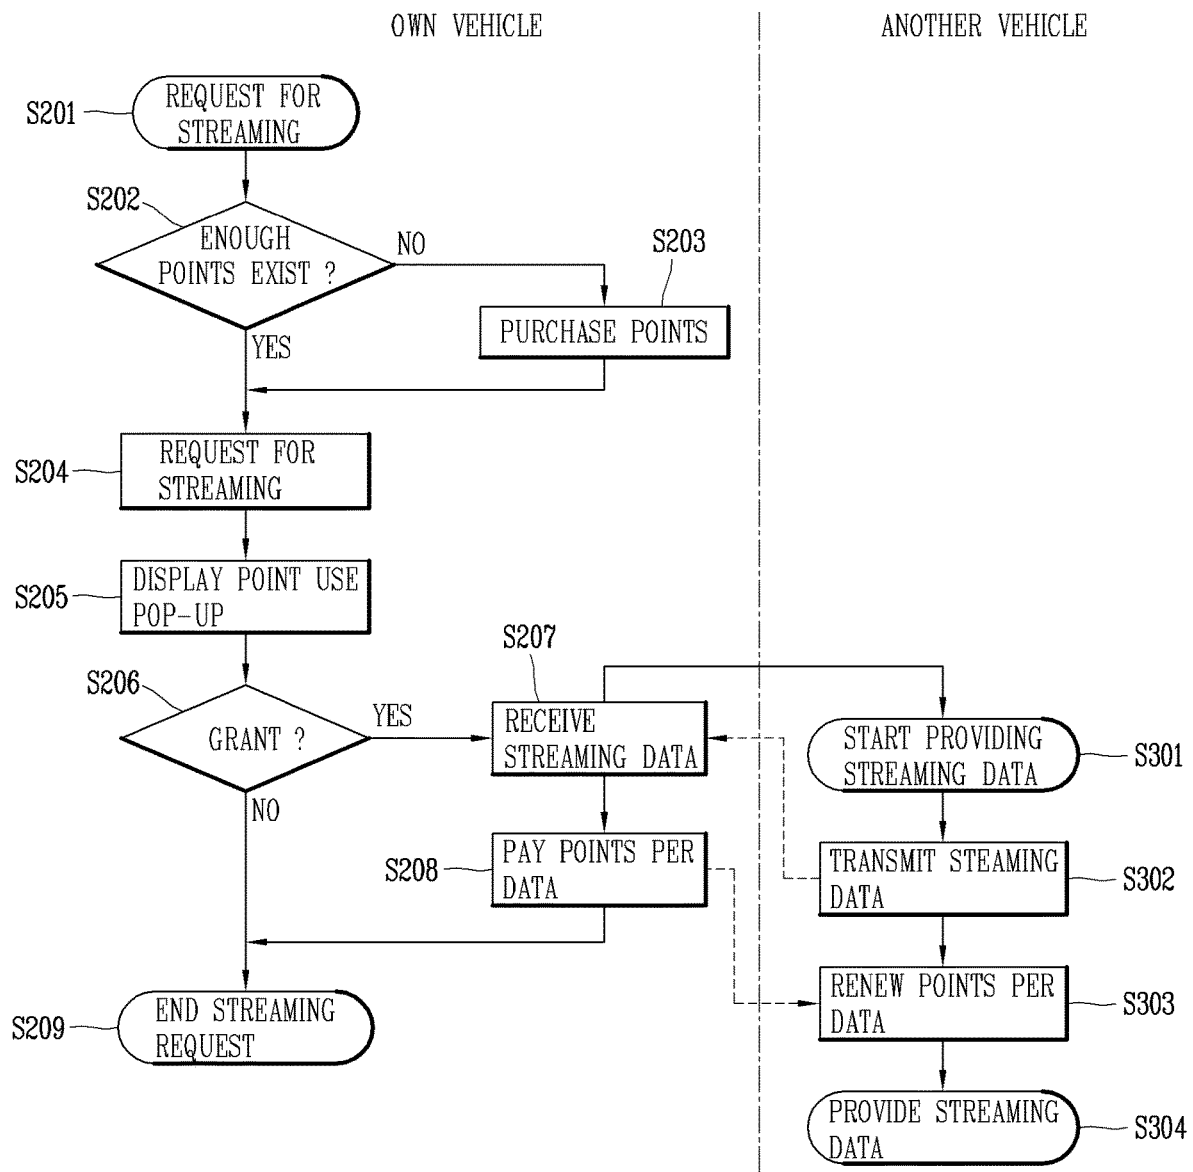 OWN VEHICLE
ANOTHER VEHICLE
S201
REQUEST FOR
STREAMING
S202
ENOUGH
POINTS EXIST ?
NO
YES
S203
PURCHASE POINTS
S204
REQUEST FOR
STREAMING
S205
DISPLAY POINT USE
POP-UP
S206
GRANT ?
YES
NO
S207
RECEIVE
STREAMING DATA
S208
PAY POINTS PER
DATA
S209
END STREAMING
REQUEST
START PROVIDING
STREAMING DATA
S301
TRANSMIT STEAMING
DATA
S302
RENEW POINTS PER
DATA
S303
PROVIDE STREAMING
DATA
S304